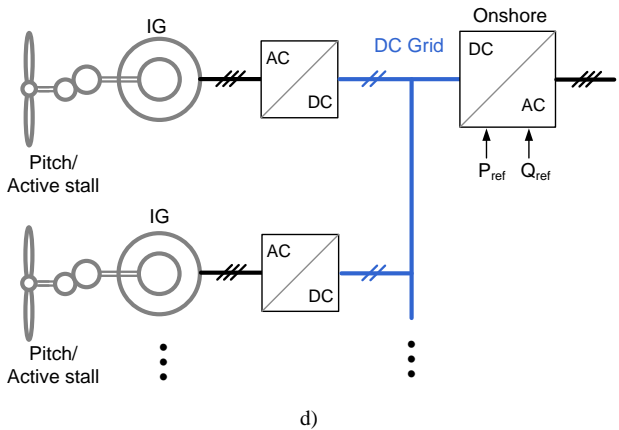 IG
AC
DC
DC Grid
Onshore
DC
AC
Pref
Qref
Pitch/
Active stall
IG
AC
DC
Pitch/
Active stall
d)